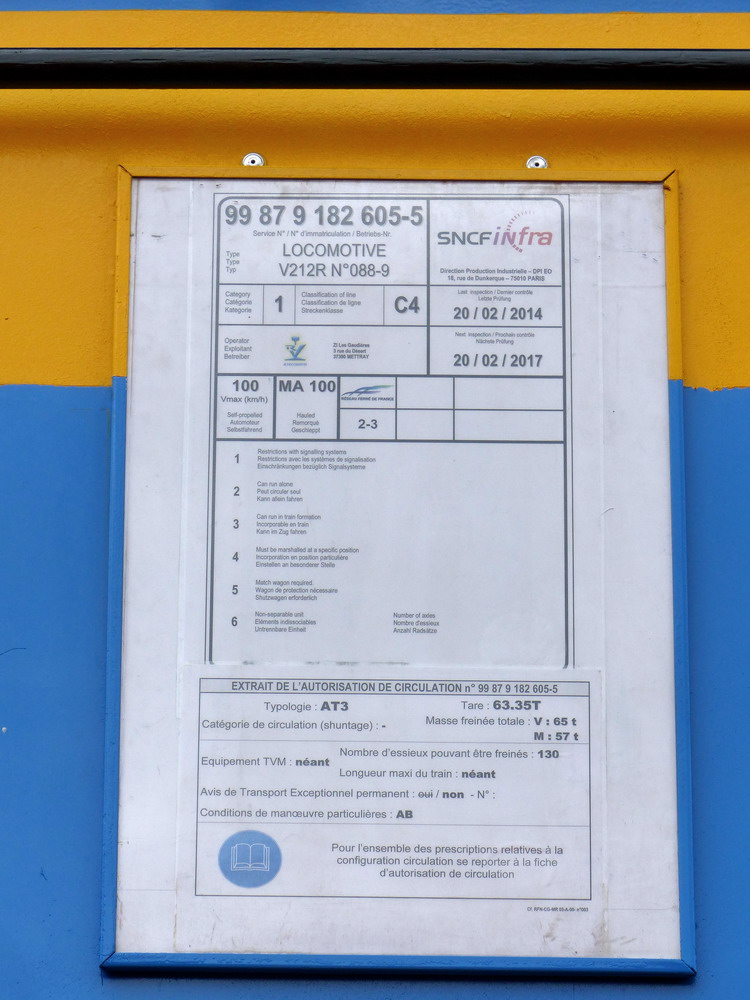 99 87 9 182 605-5
Service N° / N° d'immatriculation / Betriebs-Nr.
Type
Type
Typ
LOCOMOTIVE
V212R N°088-9
SNCF infra
Direction Production Industrielle – DPI EO
18, rue de Dunkerque – 75010 PARIS
Category
Catégorie
Kategorie
1
Classification of line
Classification de ligne
Streckenklasse
C4
Last inspection / Dernier contrôle
Letzte Prüfung
20 / 02 / 2014
Next inspection / Prochain contrôle
Nächste Prüfung
20 / 02 / 2017
Operator
Exploitant
Betreiber
ZI Les Gaudières
3 rue du Désert
37390 METTRAY
100
Vmax (km/h)
MA 100
RÉSEAU FERRÉ DE FRANCE
Self-propelled
Automoteur
Selbstfahrend
Hauled
Remorqué
Geschleppt
2-3
1
Restrictions with signalling systems
Restrictions avec les systèmes de signalisation
Einschränkungen bezüglich Signalsysteme
2
Can run alone
Peut circuler seul
Kann allein fahren
3
Can run in train formation
Incorporable en train
Kann im Zug fahren
4
Must be marshalled at a specific position
Incorporation en position particulière
Einstellen an besonderer Stelle
5
Match wagon required
Wagon de protection nécessaire
Shutzwagen erforderlich
6
Non-separable unit
Eléments indissociables
Untrennbare Einheit
Number of axles
Nombre d'essieux
Anzahl Radsätze
EXTRAIT DE L'AUTORISATION DE CIRCULATION n° 99 87 9 182 605-5
Typologie : AT3
Tare : 63.35T
Catégorie de circulation (shuntage) : -
Masse freinée totale : V : 65 t
M : 57 t
Equipement TVM : néant
Nombre d'essieux pouvant être freinés : 130
Longueur maxi du train : néant
Avis de Transport Exceptionnel permanent : oui / non - N° :
Conditions de manœuvre particulières : AB
Pour l'ensemble des prescriptions relatives à la
configuration circulation se reporter à la fiche
d'autorisation de circulation